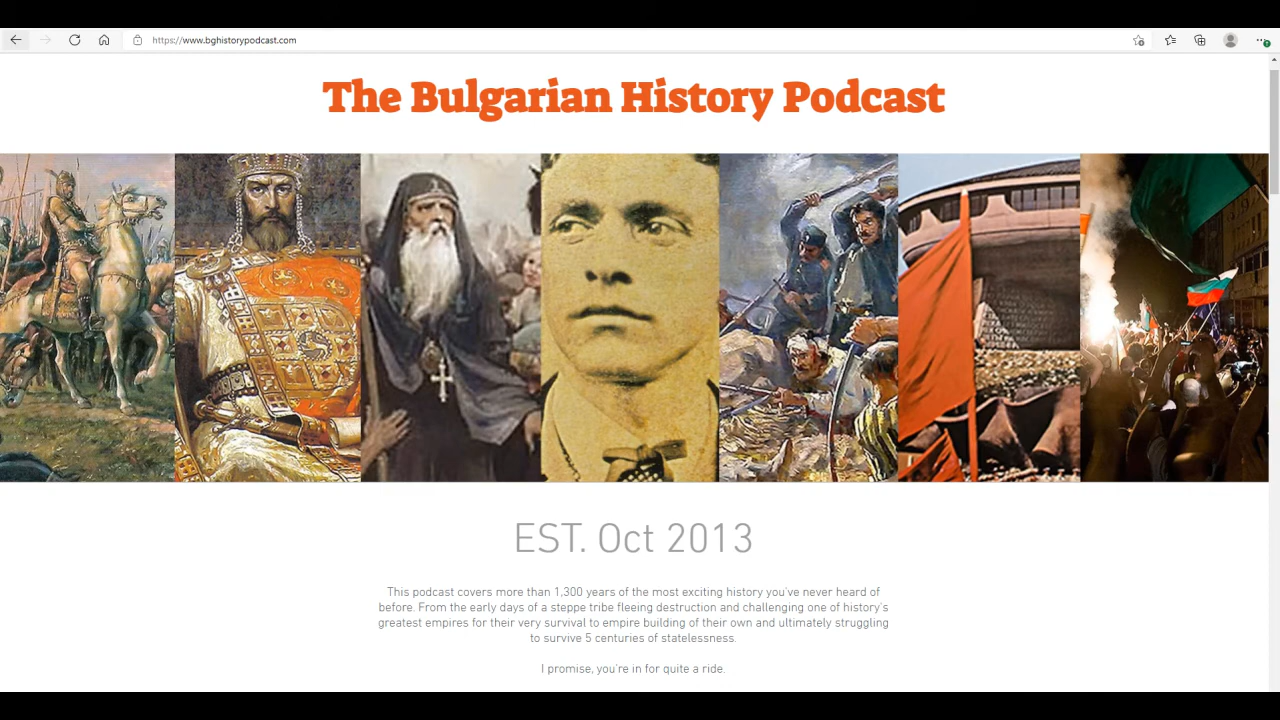 https://www.bghistorypodcast.com
The Bulgarian History Podcast
EST. Oct 2013
This podcast covers more than 1,300 years of the most exciting history you've never heard of
before. From the early days of a steppe tribe fleeing destruction and challenging one of history's
greatest empires for their very survival to empire building of their own and ultimately struggling
to survive 5 centuries of statelessness.
I promise, you're in for quite a ride.